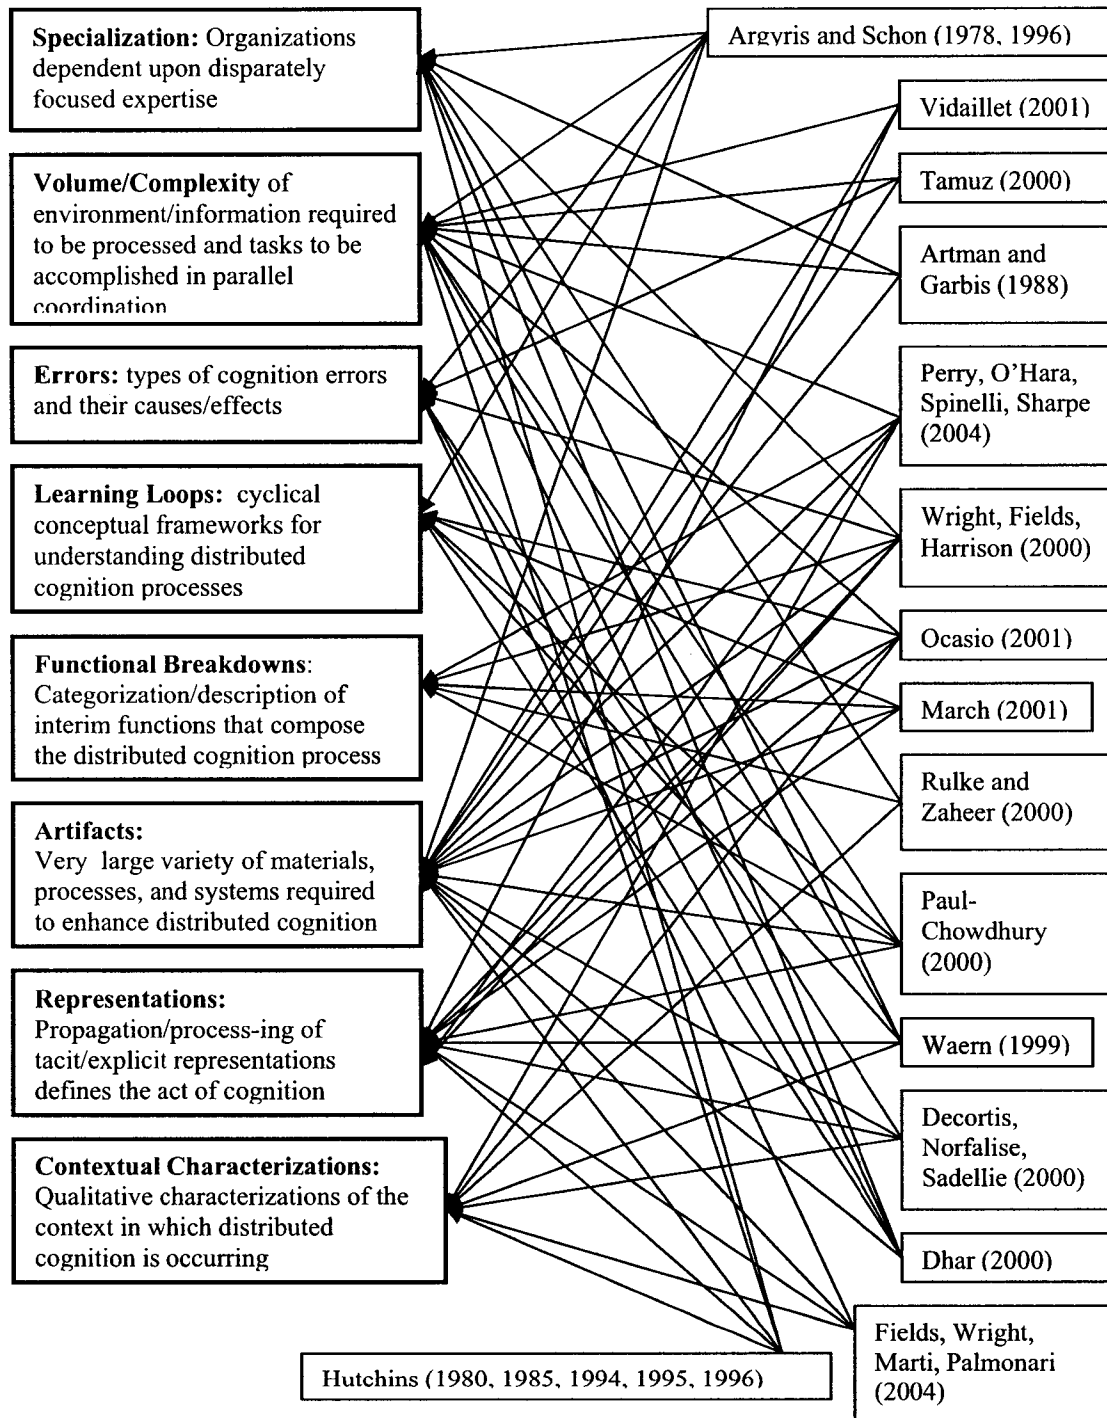 Specialization: Organizations
dependent upon disparately
focused expertise
Volume/Complexity of
environment/information required
to be processed and tasks to be
accomplished in parallel
coordination
Errors: types of cognition errors
and their causes/effects
Learning Loops: cyclical
conceptual frameworks for
understanding distributed
cognition processes
Functional Breakdowns:
Categorization/description of
interim functions that compose
the distributed cognition process
Artifacts:
Very large variety of materials,
processes, and systems required
to enhance distributed cognition
Representations:
Propagation/process-ing of
tacit/explicit representations
defines the act of cognition
Contextual Characterizations:
Qualitative characterizations of the
context in which distributed
cognition is occurring
Argyris and Schon (1978, 1996)
Vidaillet (2001)
Tamuz (2000)
Artman and
Garbis (1988)
Perry, O'Hara,
Spinelli, Sharpe
(2004)
Wright, Fields,
Harrison (2000)
Ocasio (2001)
March (2001)
Rulke and
Zaheer (2000)
Paul-
Chowdhury
(2000)
Waern (1999)
Decortis,
Norfalise,
Sadellie (2000)
Dhar (2000)
Fields, Wright,
Marti, Palmonari
(2004)
Hutchins (1980, 1985, 1994, 1995, 1996)